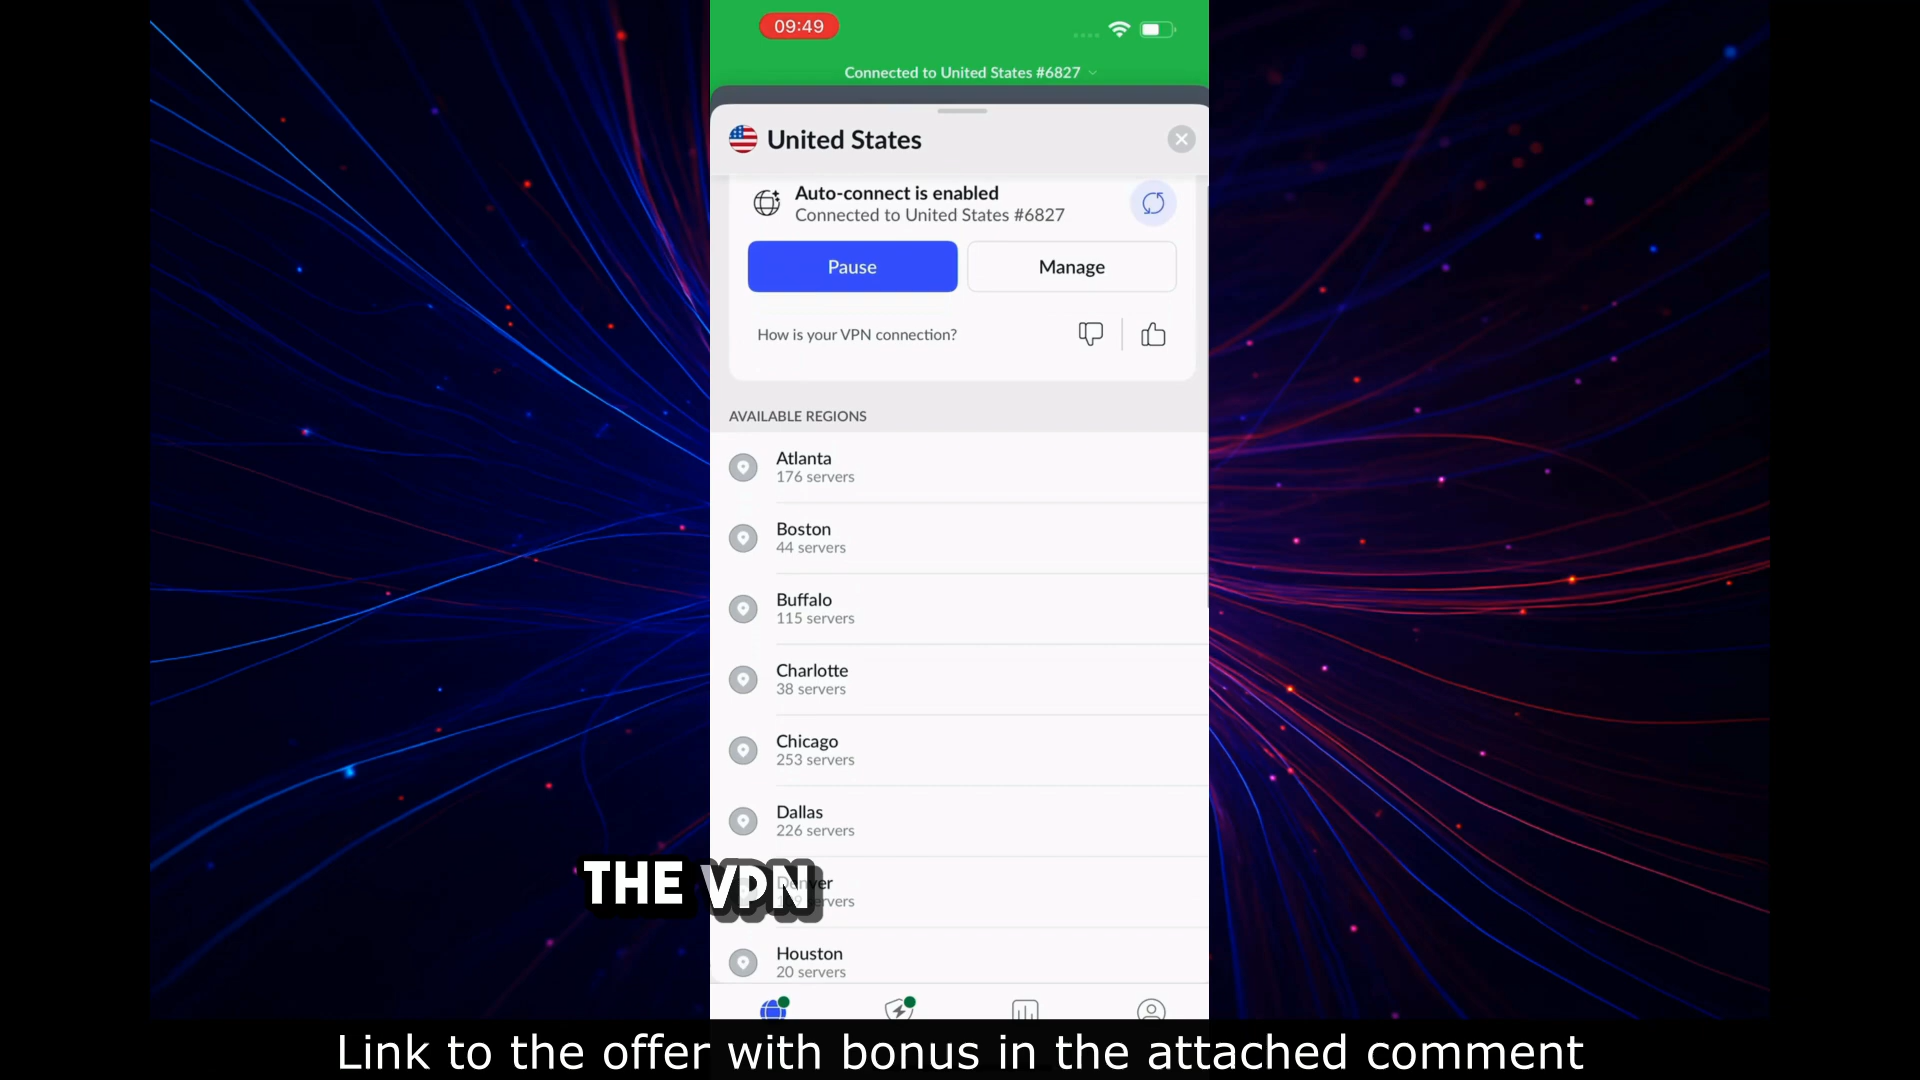 09:49
Connected to United States #6827
United States
Auto-connect is enabled
Connected to United States #6827
Pause
Manage
How is your VPN connection?
AVAILABLE REGIONS
Atlanta
176 servers
Boston
44 servers
Buffalo
115 servers
Charlotte
38 servers
Chicago
253 servers
Dallas
226 servers
Denver
servers
THE VPN
Houston
20 servers
Link to the offer with bonus in the attached comment